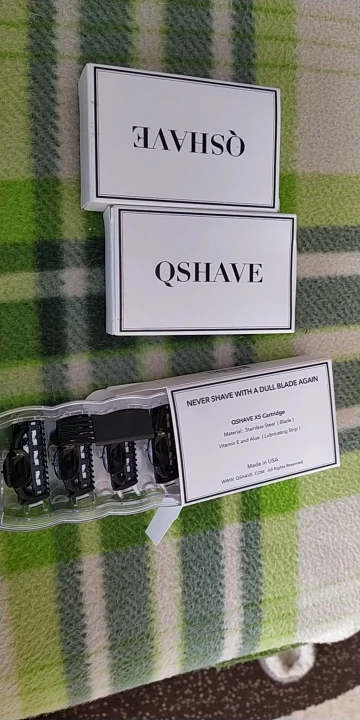 QSHAVE
QSHAVE
NEVER SHAVE WITH A DULL BLADE AGAIN
QSHAVE X5 Cartridge
Material: Stainless Steel ( Blade )
Vitamin E and Aloe ( Lubricating Strip )
Made in USA
WWW. QSHAVE. COM All Rights Reserved.